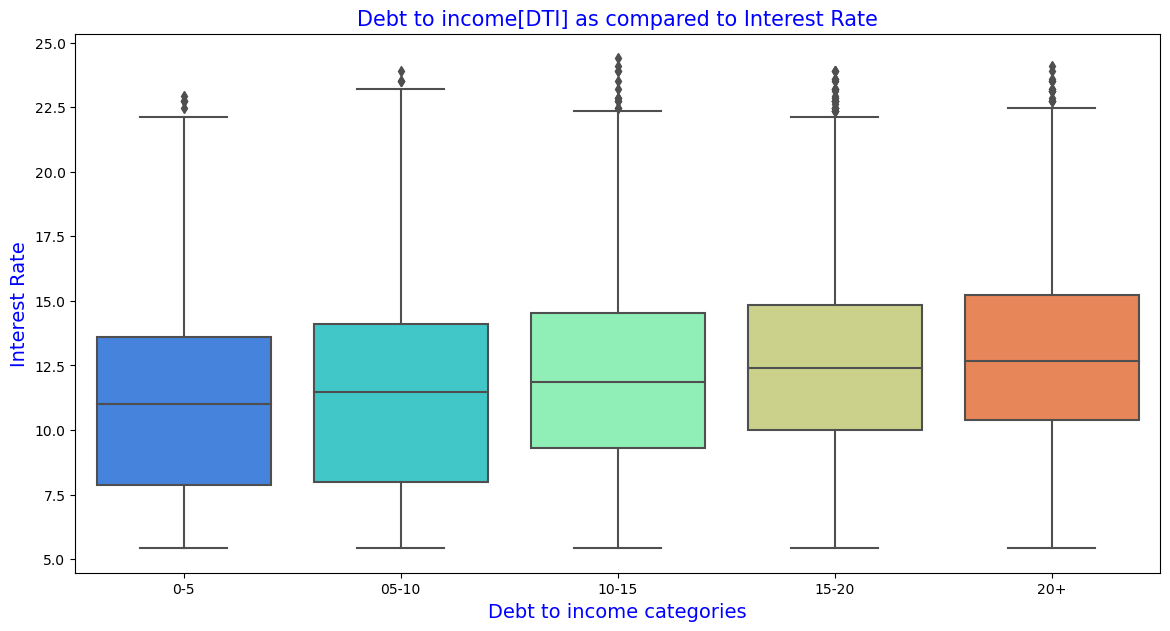 Debt to income[DTI] as compared to Interest Rate
25.0
22.5
20.0
17.5
15.0
12.5
10.0
7.5
5.0
Interest Rate
0-5 05-10 10-15 15-20 20+
Debt to income categories